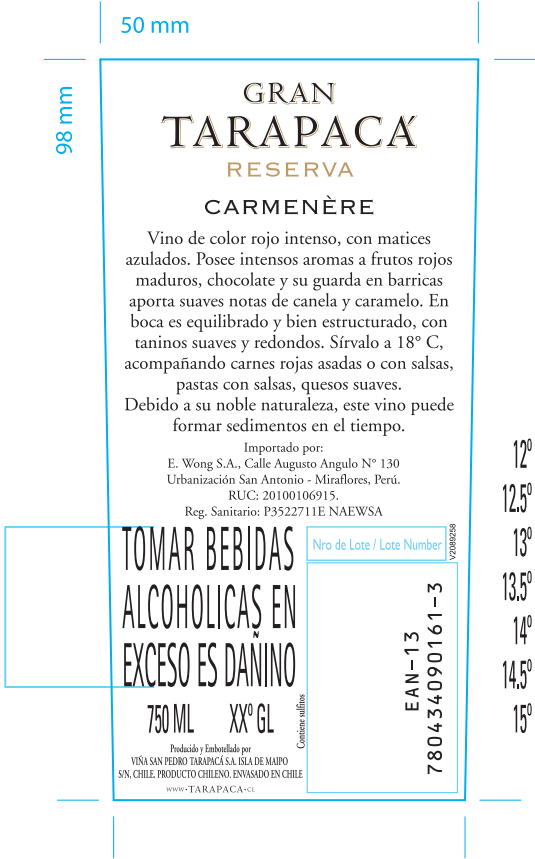 50 mm
98 mm
GRAN
TARAPACÁ
RESERVA
CARMENÈRE
Vino de color rojo intenso, con matices
azulados. Posee intensos aromas a frutos rojos
maduros, chocolate y su guarda en barricas
aporta suaves notas de canela y caramelo. En
boca es equilibrado y bien estructurado, con
taninos suaves y redondos. Sírvalo a 18° C,
acompañando carnes rojas asadas o con salsas,
pastas con salsas, quesos suaves.
Debido a su noble naturaleza, este vino puede
formar sedimentos en el tiempo.
Importado por:
E. Wong S.A., Calle Augusto Angulo N° 130
Urbanización San Antonio - Miraflores, Perú.
RUC: 20100106915.
Reg. Sanitario: P3522711E NAEWSA
TOMAR BEBIDAS
ALCOHOLICAS EN
EXCESO ES DAÑINO
750 ML XXº GL
Contiene sulfitos
Producido y Embotellado por
VIÑA SAN PEDRO TARAPACÁ S.A. ISLA DE MAIPO
S/N, CHILE. PRODUCTO CHILENO. ENVASADO EN CHILE
WWW·TARAPACA·CL
Nro de Lote / Lote Number
V2089258
EAN-13
780434090161-3
12º
12.5º
13º
13.5º
14º
14.5º
15º